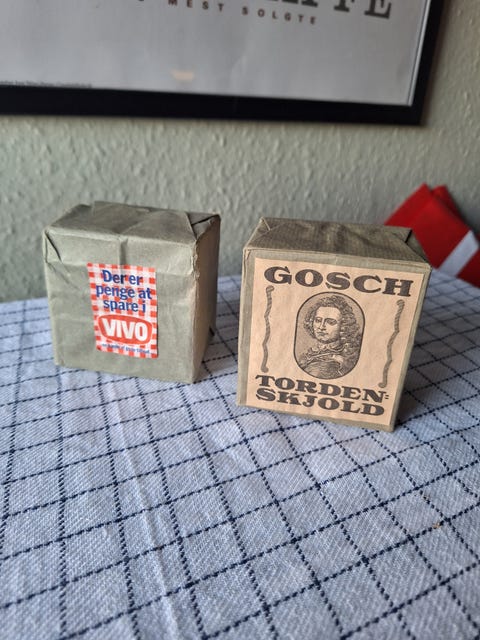 MEST SOLGTE
Der er
penge at
spare i
VIVO
GOSCH
TORDEN-
SKJOLD